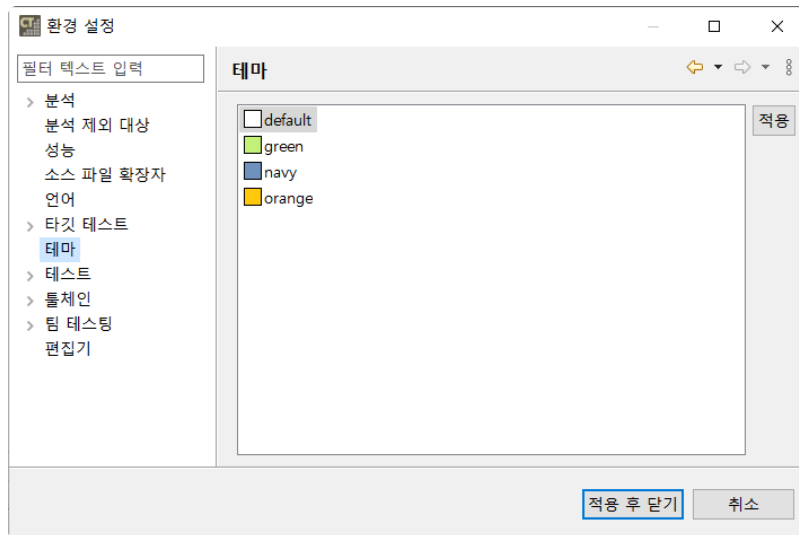 CT 환경 설정
필터 텍스트 입력
테마
분석
분석 제외 대상
성능
소스 파일 확장자
언어
타깃 테스트
테마
테스트
툴체인
팀 테스팅
편집기
default
green
navy
orange
적용
적용 후 닫기
취소